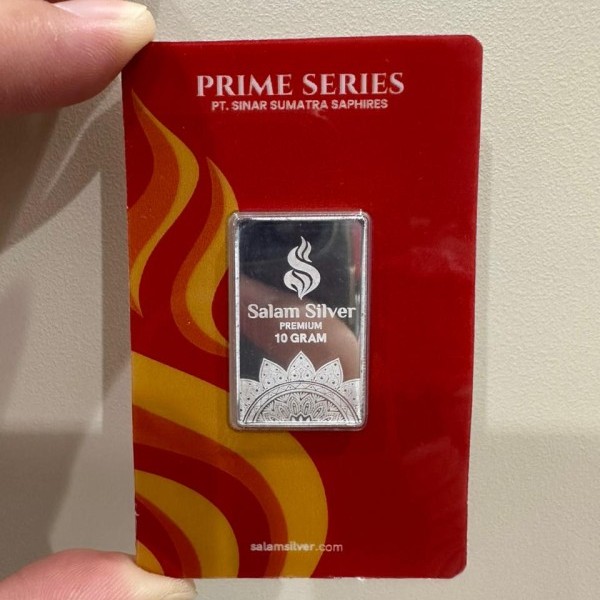 PRIME SERIES
PT. SINAR SUMATRA SAPHIRES
Salam Silver
PREMIUM
10 GRAM
salamsilver.com